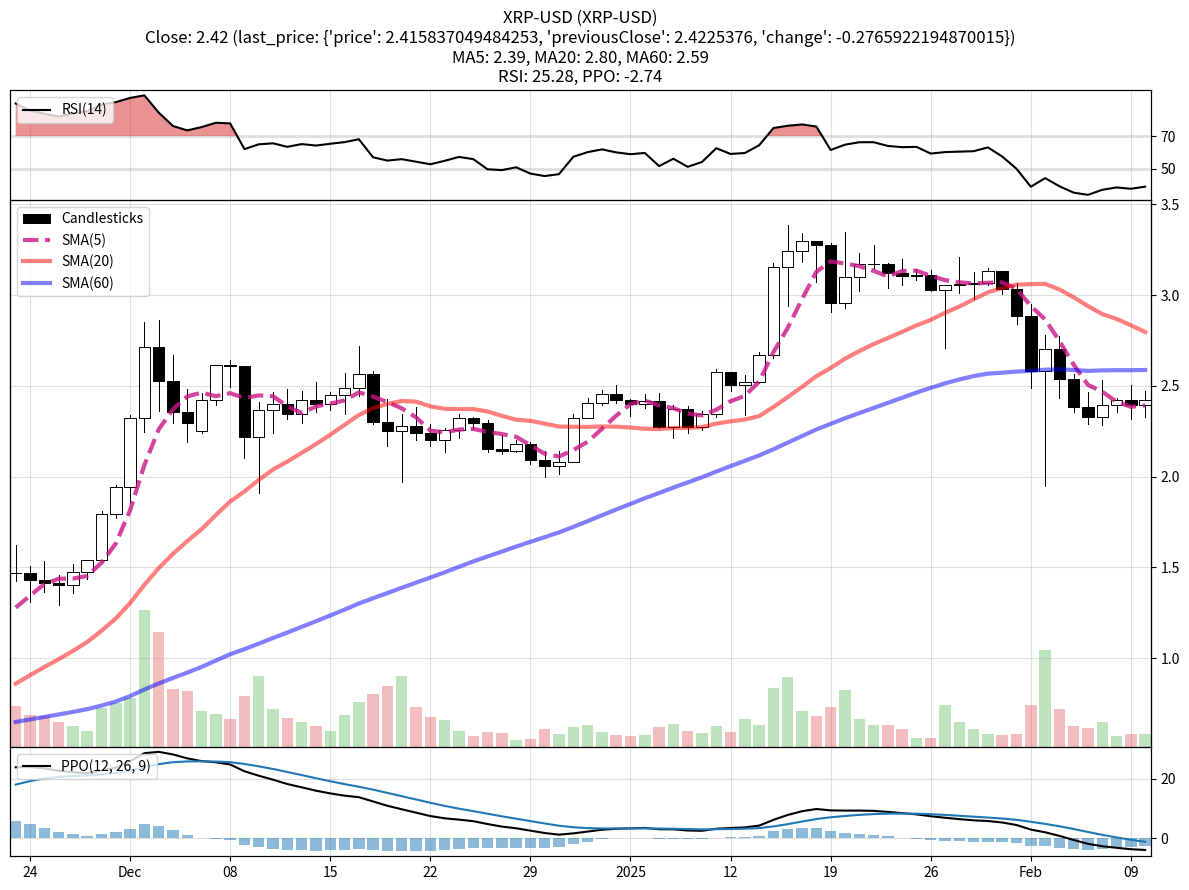 XRP-USD (XRP-USD)
Close: 2.42 (last_price: {'price': 2.415837049484253, 'previousClose': 2.4225376, 'change': -0.2765922194870015})
MA5: 2.39, MA20: 2.80, MA60: 2.59
RSI: 25.28, PPO: -2.74
RSI(14)
70
50
Candlesticks
SMA(5)
SMA(20)
SMA(60)
3.5
3.0
2.5
2.0
1.5
1.0
PPO(12, 26, 9)
20
0
24 Dec 08 15 22 29 2025 12 19 26 Feb 09